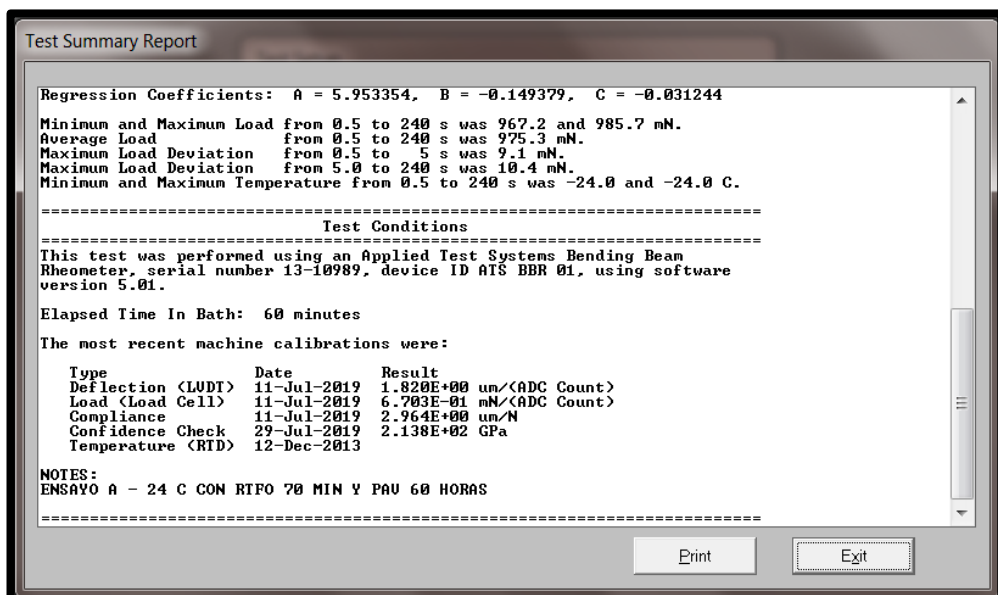 Test Summary Report
Regression Coefficients: A = 5.953354, B = -0.149379, C = -0.031244
Minimum and Maximum Load from 0.5 to 240 s was 967.2 and 985.7 mN.
Average Load from 0.5 to 240 s was 975.3 mN.
Maximum Load Deviation from 0.5 to 5 s was 9.1 mN.
Maximum Load Deviation from 5.0 to 240 s was 10.4 mN.
Minimum and Maximum Temperature from 0.5 to 240 s was -24.0 and -24.0 C.
================================================================================
Test Conditions
================================================================================
This test was performed using an Applied Test Systems Bending Beam
Rheometer, serial number 13-10989, device ID ATS BBR 01, using software
version 5.01.
Elapsed Time In Bath: 60 minutes
The most recent machine calibrations were:
Type Date Result
Deflection (LVDT) 11-Jul-2019 1.820E+00 um/(ADC Count)
Load (Load Cell) 11-Jul-2019 6.703E-01 mN/(ADC Count)
Compliance 11-Jul-2019 2.964E+00 um/N
Confidence Check 29-Jul-2019 2.138E+02 GPa
Temperature (RTD) 12-Dec-2013
NOTES:
ENSAYO A - 24 C CON RTFO 70 MIN Y PAV 60 HORAS
================================================================================
Print Exit